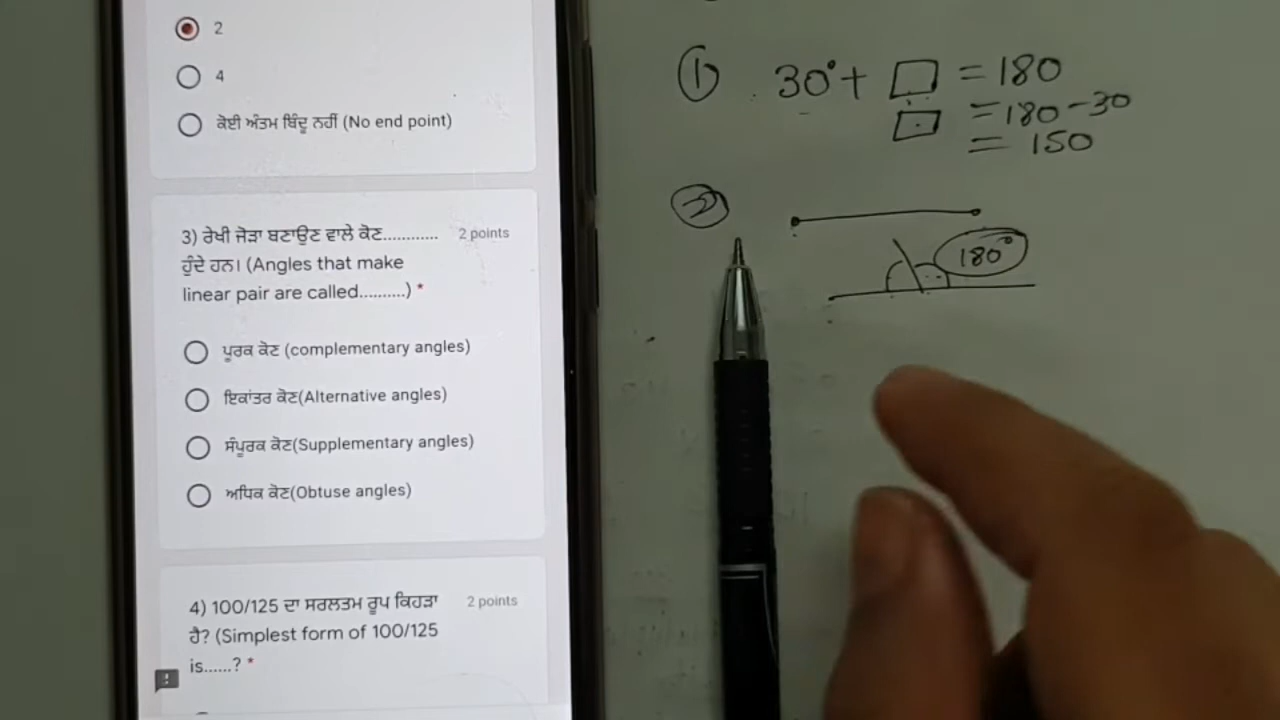 2
4
ਕੋਈ ਅੰਤਮ ਬਿੰਦੂ ਨਹੀਂ (No end point)
3) ਰੇਖੀ ਜੋੜਾ ਬਣਾਉਣ ਵਾਲੇ ਕੋਣ............ 2 points
ਹੁੰਦੇ ਹਨ। (Angles that make
linear pair are called..........) *
ਪੂਰਕ ਕੋਣ (complementary angles)
ਇਕਾਂਤਰ ਕੋਣ(Alternative angles)
ਸੰਪੂਰਕ ਕੋਣ(Supplementary angles)
ਅਧਿਕ ਕੋਣ(Obtuse angles)
4) 100/125 ਦਾ ਸਰਲਤਮ ਰੂਪ ਕਿਹੜਾ 2 points
ਹੈ? (Simplest form of 100/125
is......? *
① 30° + □ = 180
□ = 180 - 30
= 150
②
180°